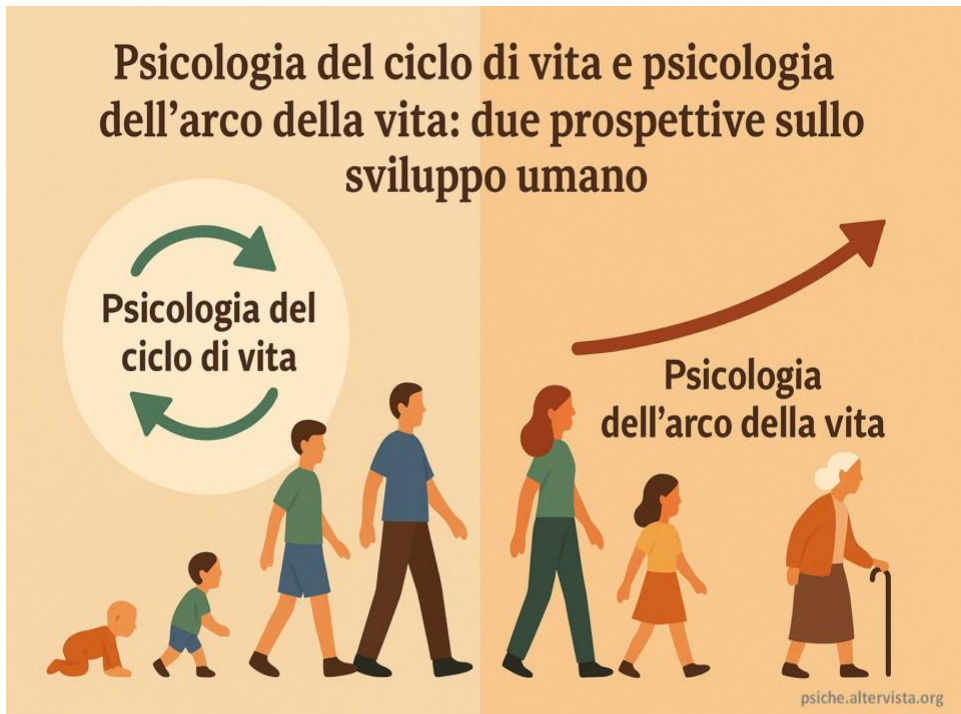 Psicologia del ciclo di vita e psicologia
dell’arco della vita: due prospettive sullo
sviluppo umano
Psicologia del
ciclo di vita
Psicologia
dell’arco della vita
psiche.altervista.org